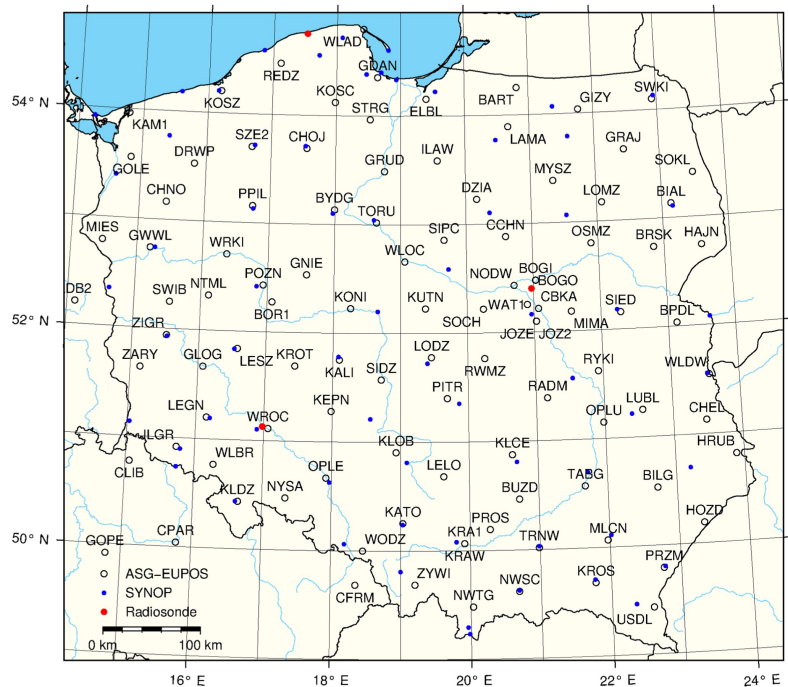 WLAD
REDZ
GDAN
SWKI
KOSC
BART
GIZY
54° N
KOSZ
STRG
ELBL
KAM1
SZE2
CHOJ
LAMA
GRAJ
DRWP
ILAW
GOLE
GRUD
MYSZ
SOKL
CHNO
PPIL
BYDG
DZIA
LOMZ
BIAL
TORU
MIES
GWWL
SIPC
CCHN
OSMZ
BRSK
HAJN
WRKI
WLOC
GNIE
POZN
NODW
BOGI
BOGO
DB2
SWIB
NTML
KONI
KUTN
WAT1
CBKA
SIED
BPDL
BOR1
SOCH
MIMA
52° N
ZIGR
JOZE
JOZ2
ZARY
GLOG
LESZ
KROT
LODZ
RYKI
WLDW
KALI
SIDZ
RWMZ
PITR
RADM
LEGN
KEPN
LUBL
WROC
OPLU
CHEL
JLGR
KLOB
KLCE
HRUB
CLIB
WLBR
OPLE
LELO
TABG
BILG
KLDZ
NYSA
BUZD
KATO
PROS
HOZD
CPAR
KRA1
TRNW
MLCN
50° N
GOPE
WODZ
KRAW
PRZM
ASG-EUPOS
ZYWI
NWSC
KROS
SYNOP
CFRM
NWTG
USDL
Radiosonde
0 km
100 km
16° E
18° E
20° E
22° E
24° E